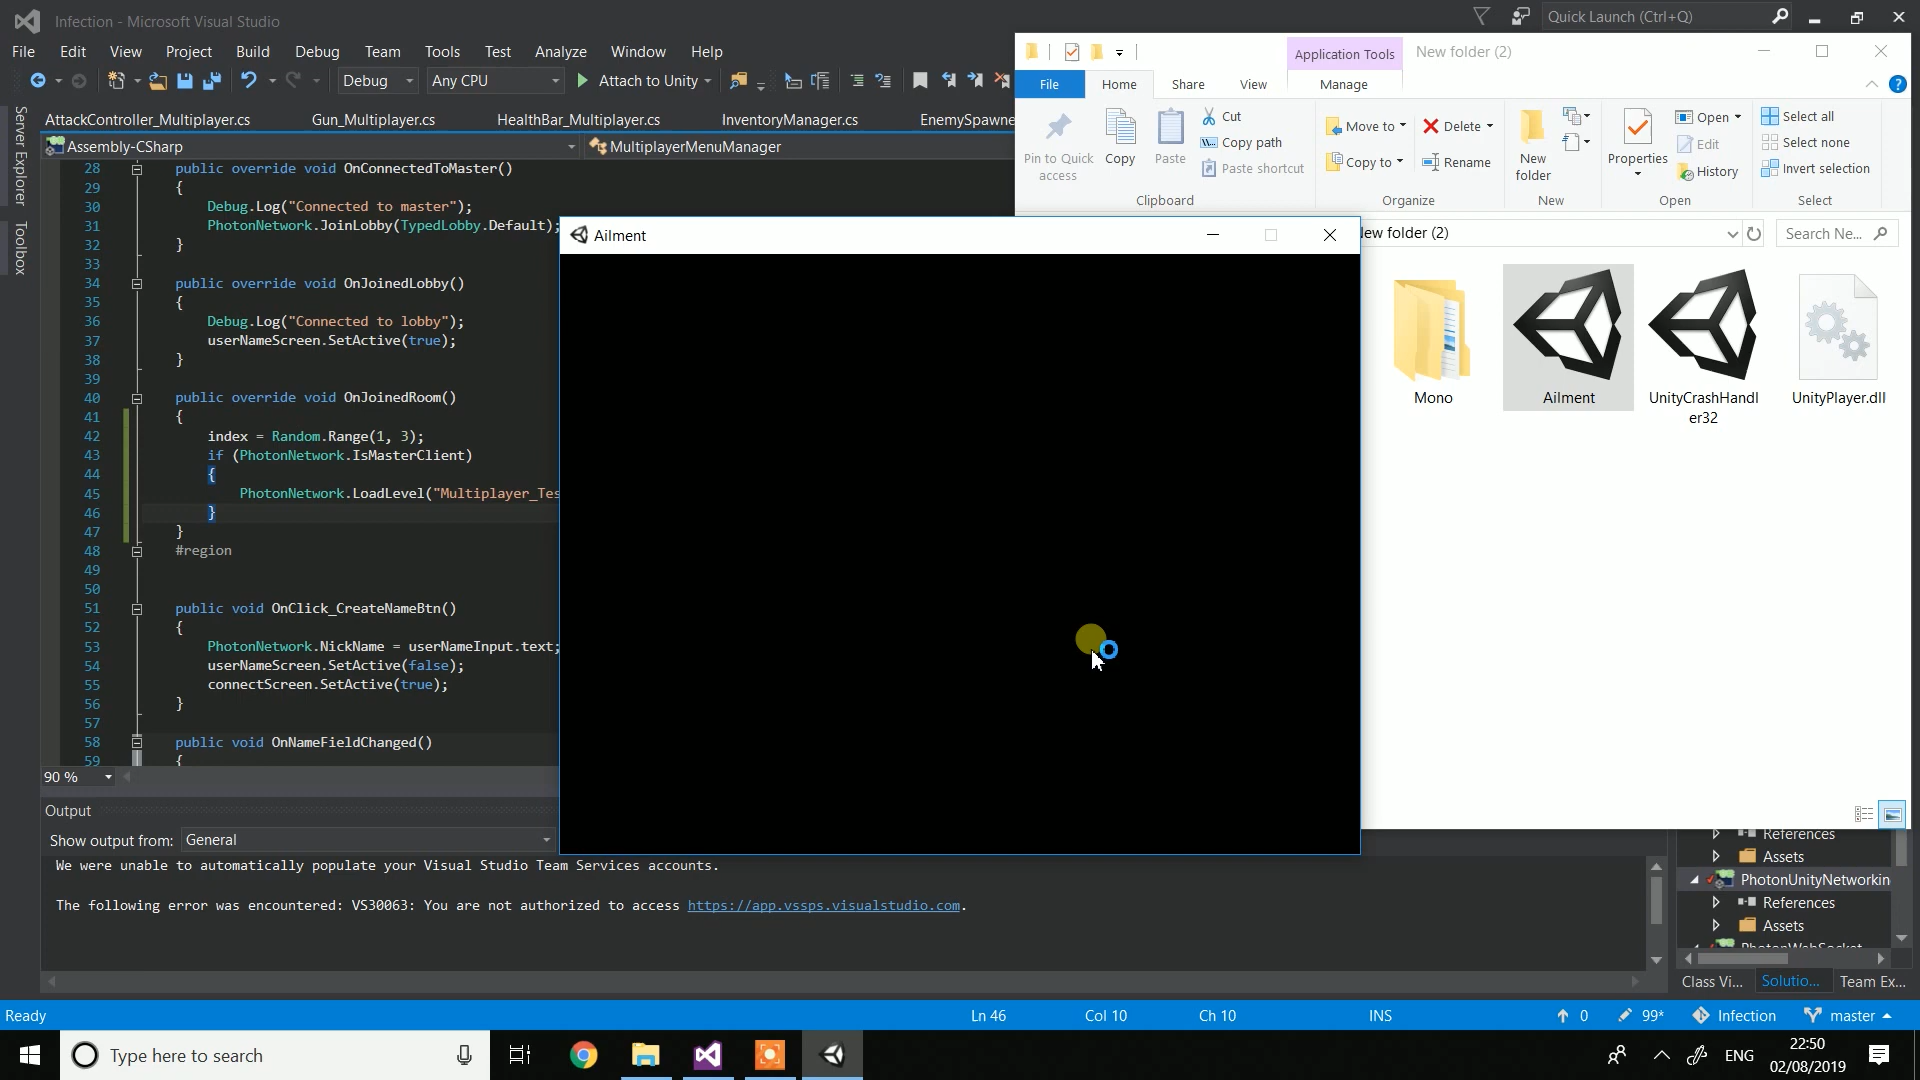 Infection - Microsoft Visual Studio
Quick Launch (Ctrl+Q)
File Edit View Project Build Debug Team Tools Test Analyze Window Help
Debug Any CPU Attach to Unity
Server Explorer
Toolbox
AttackController_Multiplayer.cs Gun_Multiplayer.cs HealthBar_Multiplayer.cs InventoryManager.cs EnemySpawne
Assembly-CSharp MultiplayerMenuManager
28 public override void OnConnectedToMaster()
29 {
30 Debug.Log("Connected to master");
31 PhotonNetwork.JoinLobby(TypedLobby.Default);
32 }
33
34 public override void OnJoinedLobby()
35 {
36 Debug.Log("Connected to lobby");
37 userNameScreen.SetActive(true);
38 }
39
40 public override void OnJoinedRoom()
41 {
42 index = Random.Range(1, 3);
43 if (PhotonNetwork.IsMasterClient)
44 {
45 PhotonNetwork.LoadLevel("Multiplayer_Tes
46 }
47 }
48 #region
49
50
51 public void OnClick_CreateNameBtn()
52 {
53 PhotonNetwork.NickName = userNameInput.text;
54 userNameScreen.SetActive(false);
55 connectScreen.SetActive(true);
56 }
57
58 public void OnNameFieldChanged()
59 {
90 %
Output
Show output from: General
We were unable to automatically populate your Visual Studio Team Services accounts.
The following error was encountered: VS30063: You are not authorized to access https://app.vssps.visualstudio.com.
Application Tools New folder (2)
File Home Share View Manage
Pin to Quick access
Copy
Paste
Cut
Copy path
Paste shortcut
Clipboard
Move to
Copy to
Delete
Rename
Organize
New folder
New
Properties
Open
Edit
History
Open
Select all
Select none
Invert selection
Select
ew folder (2)
Search Ne...
Mono
Ailment
UnityCrashHandl
er32
UnityPlayer.dll
Ailment
References
Assets
PhotonUnityNetworkin
References
Assets
PhotonWebSocket
Class Vi... Solutio... Team Ex...
Ready Ln 46 Col 10 Ch 10 INS 0 99* Infection master
Type here to search
ENG
22:50
02/08/2019